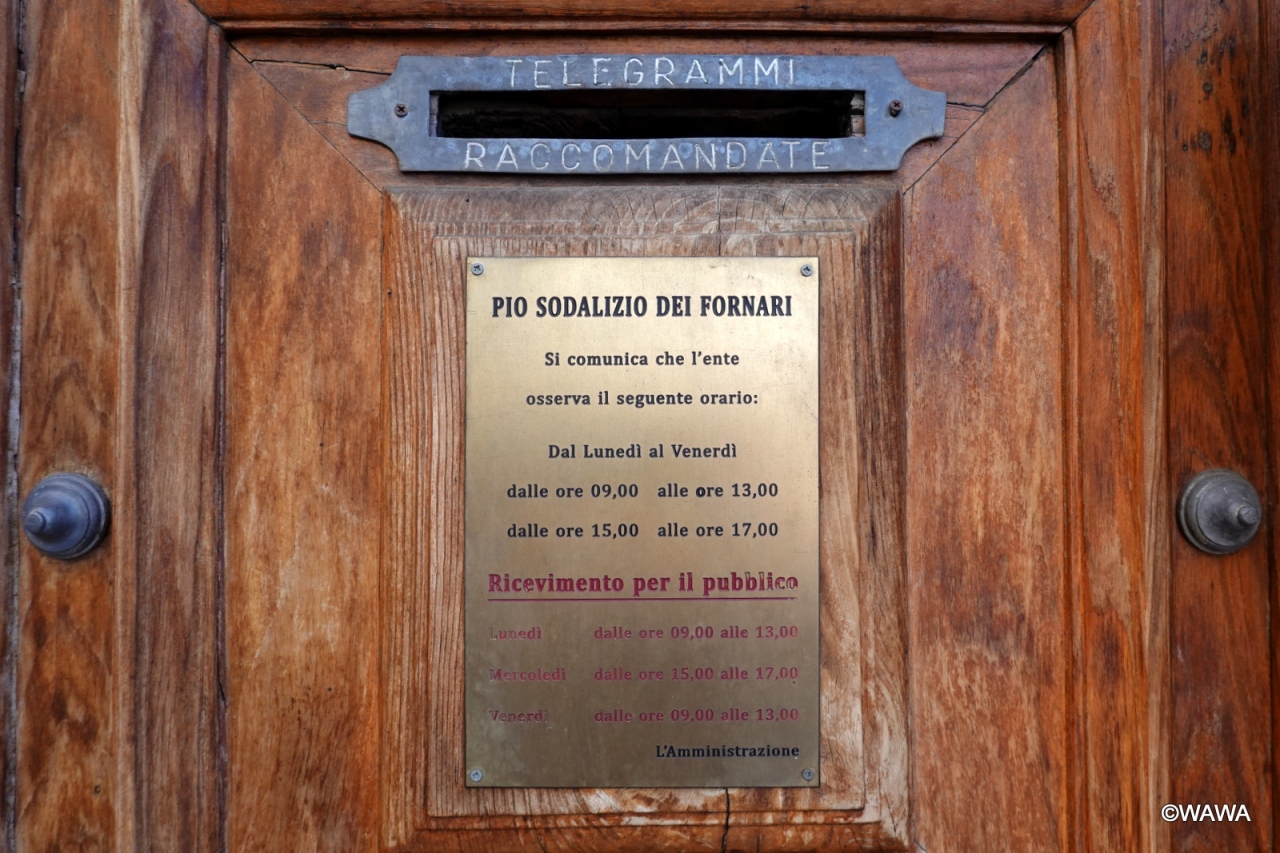 TELEGRAMMI
RACCOMANDATE
PIO SODALIZIO DEI FORNARI
Si comunica che l'ente
osserva il seguente orario:
Dal Lunedì al Venerdì
dalle ore 09,00 alle ore 13,00
dalle ore 15,00 alle ore 17,00
Ricevimento per il pubblico
Lunedì dalle ore 09,00 alle 13,00
Mercoledì dalle ore 15,00 alle 17,00
Venerdì dalle ore 09,00 alle 13,00
L'Amministrazione
©WAWA